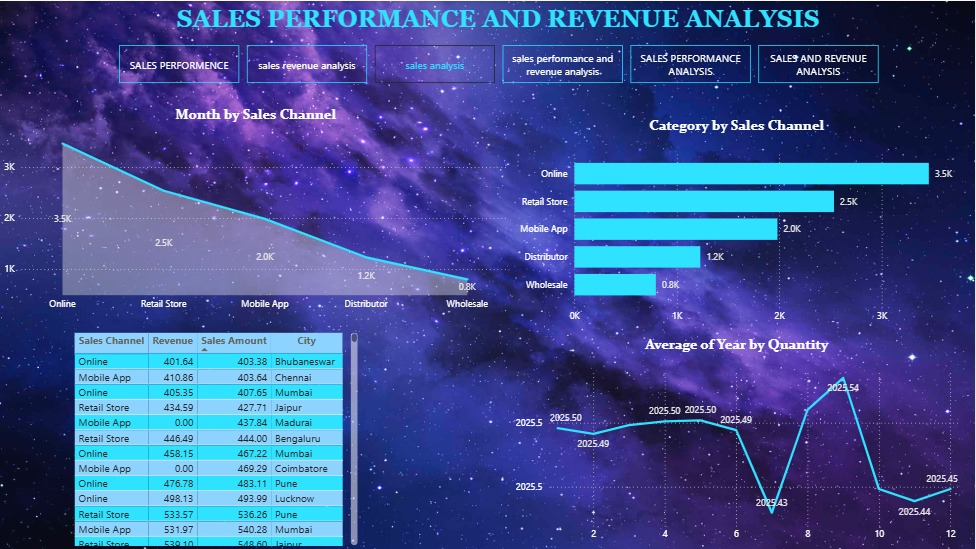 SALES PERFORMANCE AND REVENUE ANALYSIS
SALES PERFORMENCE
sales revenue analysis
sales analysis
sales performance and
revenue analysis.
SALES PERFORMANCE
ANALYSIS.
SALES AND REVENUE
ANALYSIS
Month by Sales Channel
3K
2K
1K
3.5K
2.5K
2.0K
1.2K
0.8K
Online Retail Store Mobile App Distributor Wholesale
Category by Sales Channel
Online 3.5K
Retail Store 2.5K
Mobile App 2.0K
Distributor 1.2K
Wholesale 0.8K
0K 1K 2K 3K
Sales Channel Revenue Sales Amount City
Online 401.64 403.38 Bhubaneswar
Mobile App 410.86 403.64 Chennai
Online 405.35 407.65 Mumbai
Retail Store 434.59 427.71 Jaipur
Mobile App 0.00 437.84 Madurai
Retail Store 446.49 444.00 Bengaluru
Online 458.15 467.22 Mumbai
Mobile App 0.00 469.29 Coimbatore
Online 476.78 483.11 Pune
Online 498.13 493.99 Lucknow
Retail Store 533.57 536.26 Pune
Mobile App 531.97 540.28 Mumbai
Retail Store 539.10 548.60 Jaipur
Average of Year by Quantity
2025.5
2025.5
2025.50
2025.49
2025.50
2025.50
2025.49
2025.43
2025.54
2025.44
2025.45
2 4 6 8 10 12